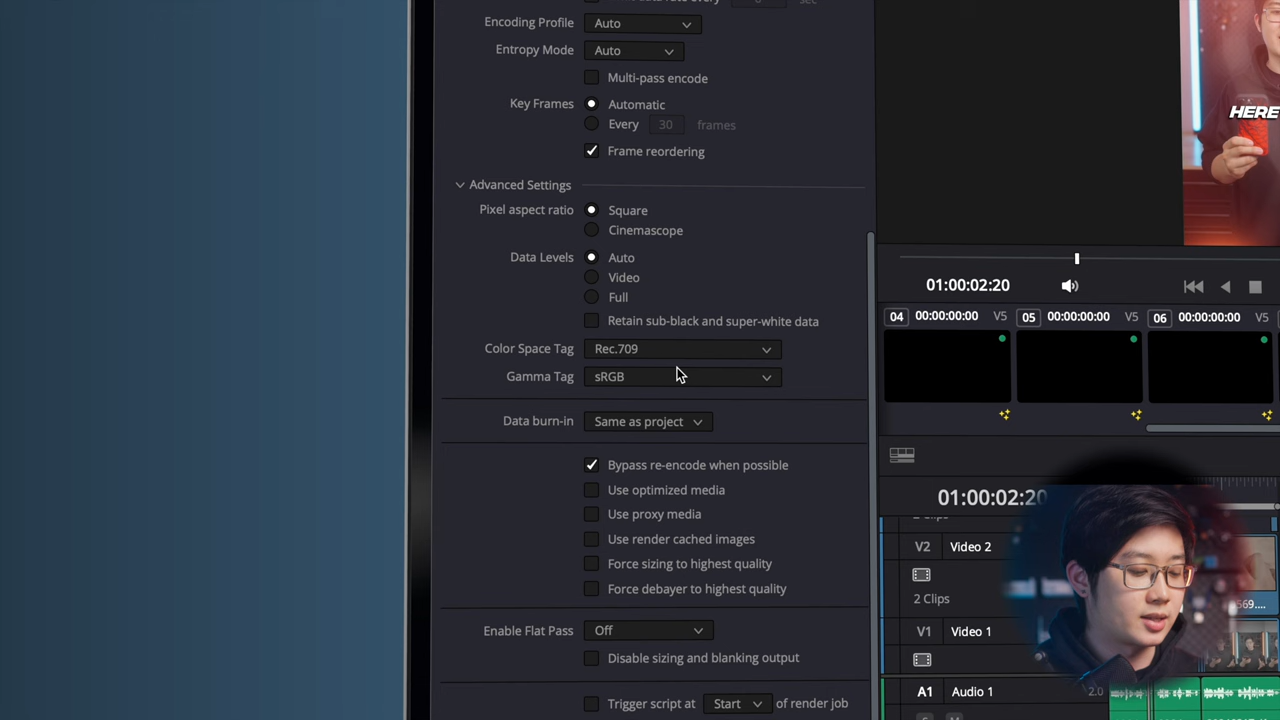 Encoding Profile Auto
Entropy Mode Auto
Multi-pass encode
Key Frames Automatic
Every 30 frames
Frame reordering
Advanced Settings
Pixel aspect ratio Square
Cinemascope
Data Levels Auto
Video
Full
Retain sub-black and super-white data
Color Space Tag Rec.709
Gamma Tag sRGB
Data burn-in Same as project
Bypass re-encode when possible
Use optimized media
Use proxy media
Use render cached images
Force sizing to highest quality
Force debayer to highest quality
Enable Flat Pass Off
Disable sizing and blanking output
Trigger script at Start of render job
HERE
01:00:02:20
04 00:00:00:00 V5 05 00:00:00:00 V5 06 00:00:00:00 V5
01:00:02:20
2 Clips
V2 Video 2
2 Clips
569....
V1 Video 1
A1 Audio 1 2.0